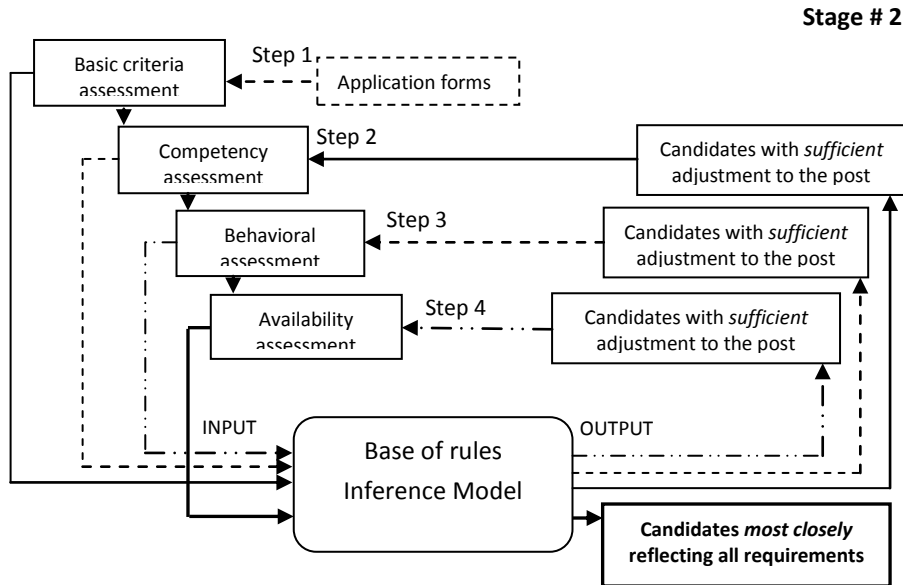 Stage # 2
Step 1
Basic criteria
assessment
Application forms
Step 2
Competency
assessment
Candidates with sufficient
adjustment to the post
Step 3
Behavioral
assessment
Candidates with sufficient
adjustment to the post
Step 4
Availability
assessment
Candidates with sufficient
adjustment to the post
INPUT
OUTPUT
Base of rules
Inference Model
Candidates most closely
reflecting all requirements